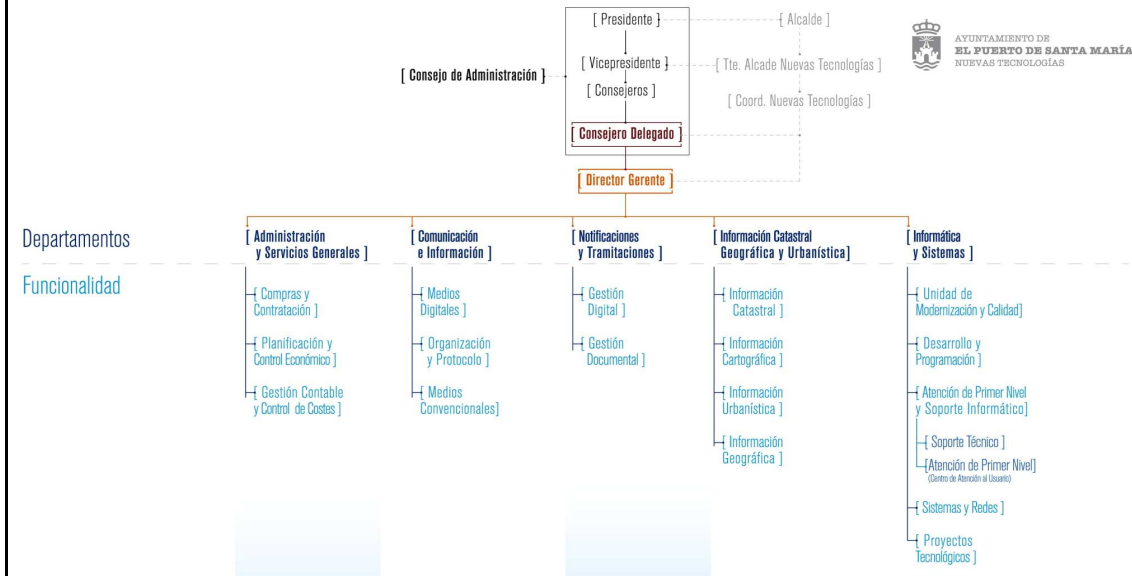 [ Presidente ]
[ Alcalde ]
AYUNTAMIENTO DE
EL PUERTO DE SANTA MARÍA
NUEVAS TECNOLOGÍAS
[ Consejo de Administración ]
[ Vicepresidente ]
[ Tte. Alcade Nuevas Tecnologías ]
[ Consejeros ]
[ Coord. Nuevas Tecnologías ]
[ Consejero Delegado ]
[ Director Gerente ]
Departamentos
[ Administración
y Servicios Generales ]
[ Comunicación
e Información ]
[ Notificaciones
y Tramitaciones ]
[ Información Catastral
Geográfica y Urbanística]
[ Informática
y Sistemas ]
Funcionalidad
[ Compras y
Contratación ]
[ Planificación y
Control Económico ]
[ Gestión Contable
y Control de Costes ]
[ Medios
Digitales ]
[ Organización
y Protocolo ]
[ Medios
Convencionales]
[ Gestión
Digital ]
[ Gestión
Documental ]
[ Información
Catastral ]
[ Información
Cartográfica ]
[ Información
Urbanística ]
[ Información
Geográfica ]
[ Unidad de
Modernización y Calidad]
[ Desarrollo y
Programación ]
[ Atención de Primer Nivel
y Soporte Informático]
[ Soporte Técnico ]
[Atención de Primer Nivel]
(Centro de Atención al Usuario)
[ Sistemas y Redes ]
[ Proyectos
Tecnológicos ]